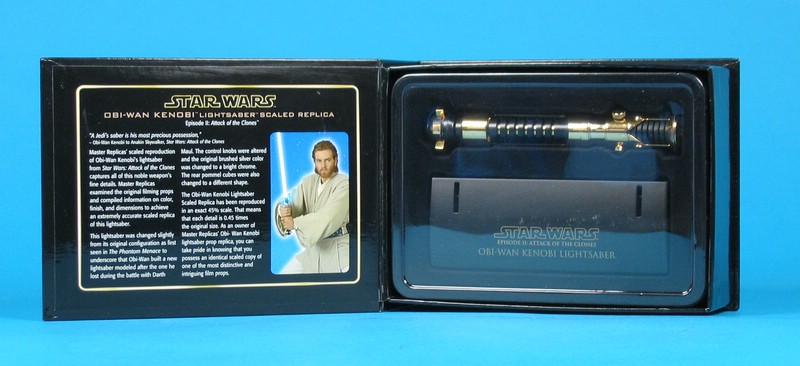 STAR WARS
OBI-WAN KENOBI™ LIGHTSABER™ SCALED REPLICA
Episode II: Attack of the Clones™
"A Jedi's saber is his most precious possession."
- Obi-Wan Kenobi to Anakin Skywalker, Star Wars: Attack of the Clones
Master Replicas' scaled reproduction
of Obi-Wan Kenobi's lightsaber
from Star Wars: Attack of the Clones
captures all of this noble weapon's
fine details. Master Replicas
examined the original filming props
and compiled information on color,
finish, and dimensions to achieve
an extremely accurate scaled replica
of this lightsaber.
This lightsaber was changed slightly
from its original configuration as first
seen in The Phantom Menace to
underscore that Obi-Wan built a new
lightsaber modeled after the one he
lost during the battle with Darth
Maul. The control knobs were altered
and the original brushed silver color
was changed to a bright chrome.
The rear pommel cubes were also
changed to a different shape.
The Obi-Wan Kenobi Lightsaber
Scaled Replica has been reproduced
in an exact 45% scale. That means
that each detail is 0.45 times
the original size. As an owner of
Master Replicas' Obi- Wan Kenobi
lightsaber prop replica, you can
take pride in knowing that you
possess an identical scaled copy of
one of the most distinctive and
intriguing film props.
STAR WARS
EPISODE II: ATTACK OF THE CLONES
OBI-WAN KENOBI LIGHTSABER